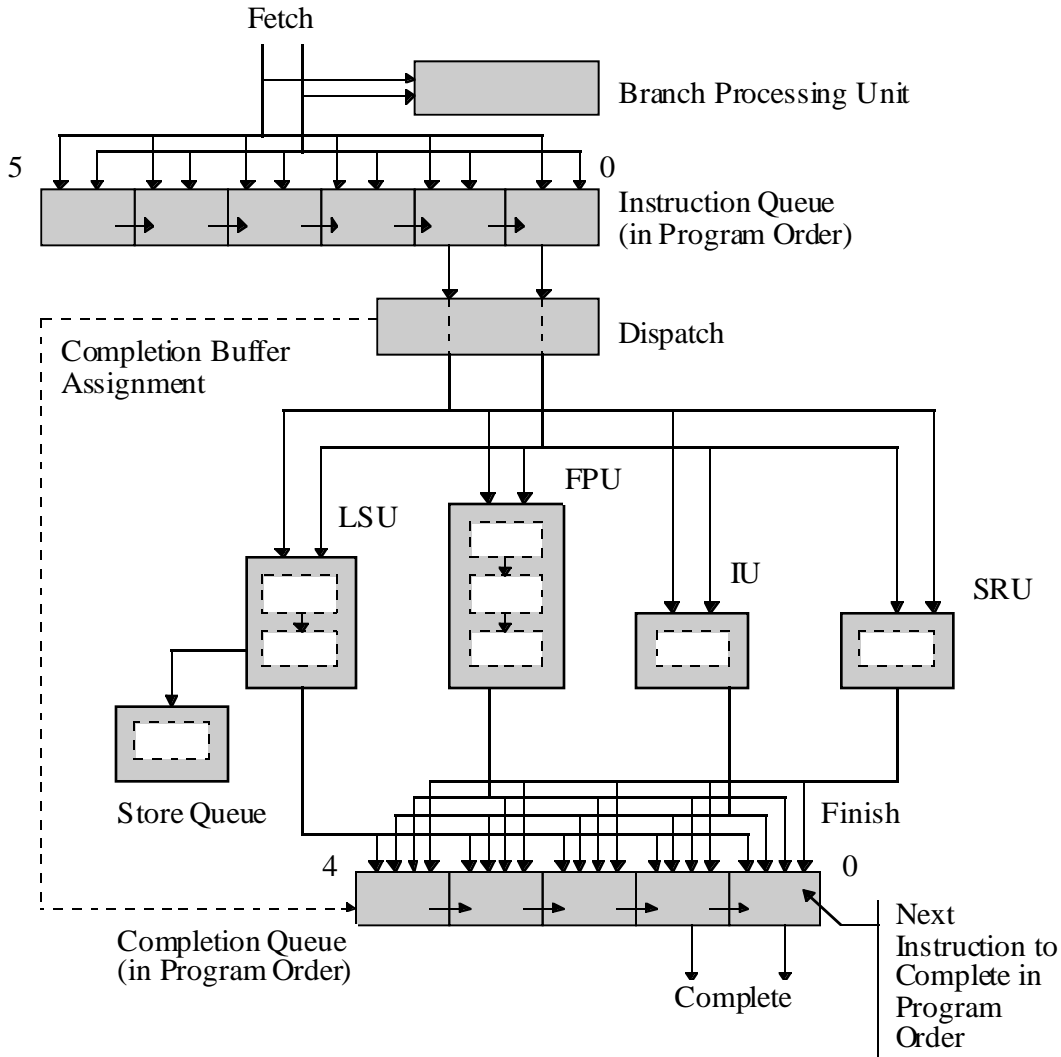 Fetch
Branch Processing Unit
5
0
Instruction Queue
(in Program Order)
Dispatch
Completion Buffer
Assignment
FPU
LSU
IU
SRU
Store Queue
Finish
4
0
Completion Queue
(in Program Order)
Complete
Next
Instruction to
Complete in
Program
Order